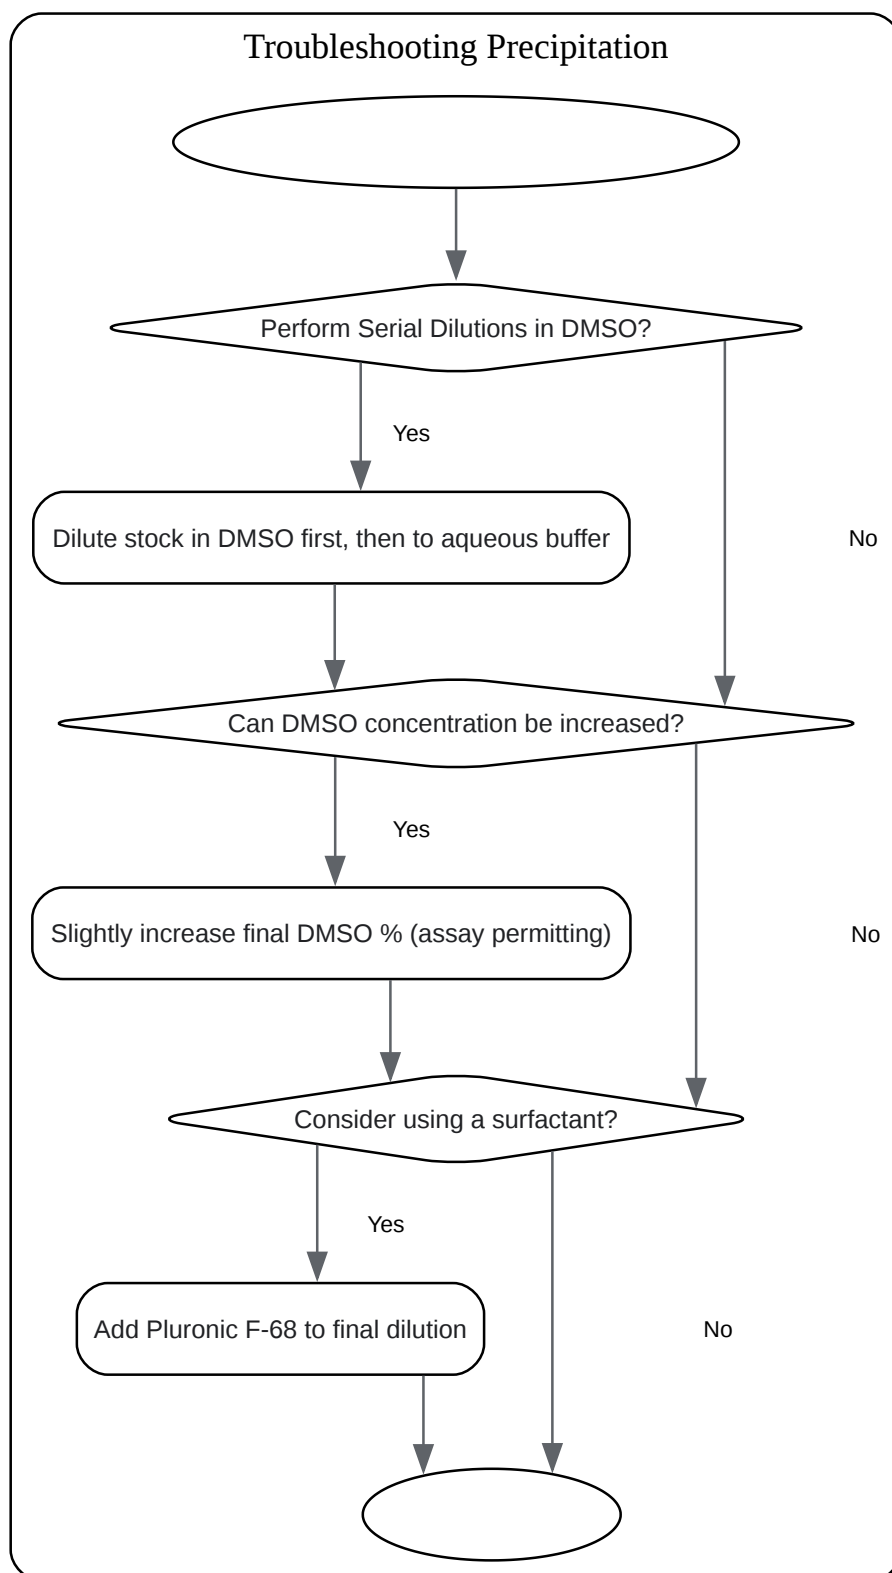 Troubleshooting Precipitation
Perform Serial Dilutions in DMSO?
Yes
Dilute stock in DMSO first, then to aqueous buffer
No
Can DMSO concentration be increased?
Yes
Slightly increase final DMSO % (assay permitting)
No
Consider using a surfactant?
Yes
Add Pluronic F-68 to final dilution
No